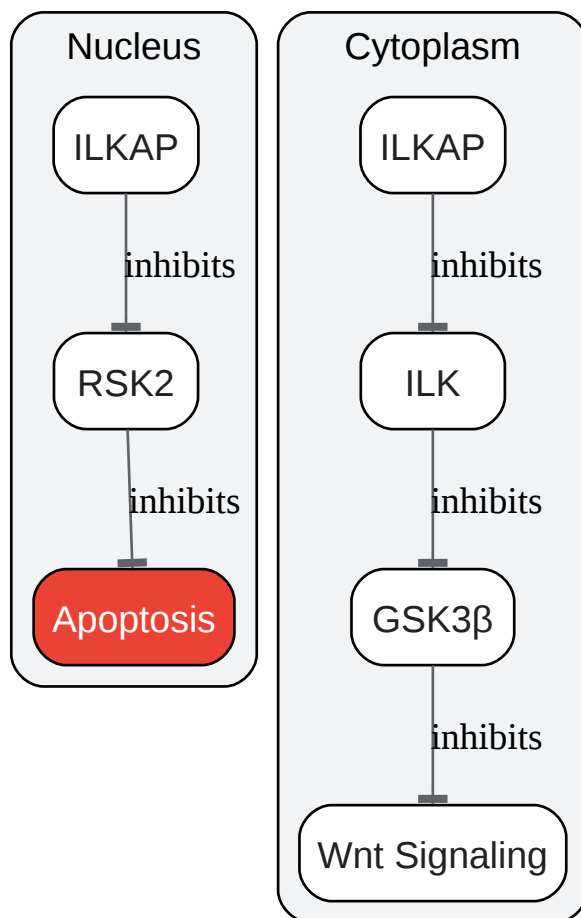 Nucleus
ILKAP
inhibits
RSK2
inhibits
Apoptosis
Cytoplasm
ILKAP
inhibits
ILK
inhibits
GSK3β
inhibits
Wnt Signaling